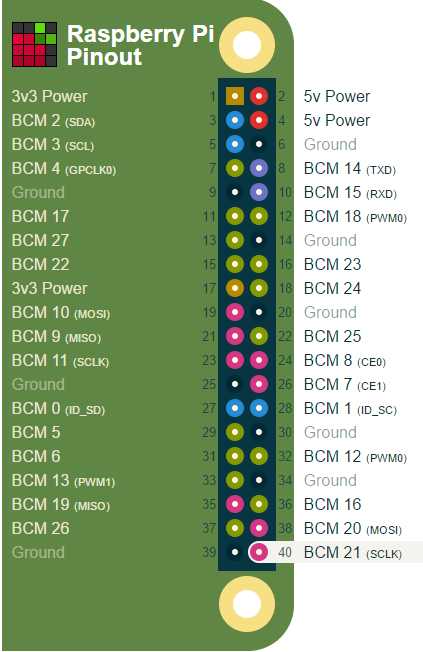 Raspberry Pi
Pinout
3v3 Power 1 2 5v Power
BCM 2 (SDA) 3 4 5v Power
BCM 3 (SCL) 5 6 Ground
BCM 4 (GPCLK0) 7 8 BCM 14 (TXD)
Ground 9 10 BCM 15 (RXD)
BCM 17 11 12 BCM 18 (PWM0)
BCM 27 13 14 Ground
BCM 22 15 16 BCM 23
3v3 Power 17 18 BCM 24
BCM 10 (MOSI) 19 20 Ground
BCM 9 (MISO) 21 22 BCM 25
BCM 11 (SCLK) 23 24 BCM 8 (CE0)
Ground 25 26 BCM 7 (CE1)
BCM 0 (ID_SD) 27 28 BCM 1 (ID_SC)
BCM 5 29 30 Ground
BCM 6 31 32 BCM 12 (PWM0)
BCM 13 (PWM1) 33 34 Ground
BCM 19 (MISO) 35 36 BCM 16
BCM 26 37 38 BCM 20 (MOSI)
Ground 39 40 BCM 21 (SCLK)